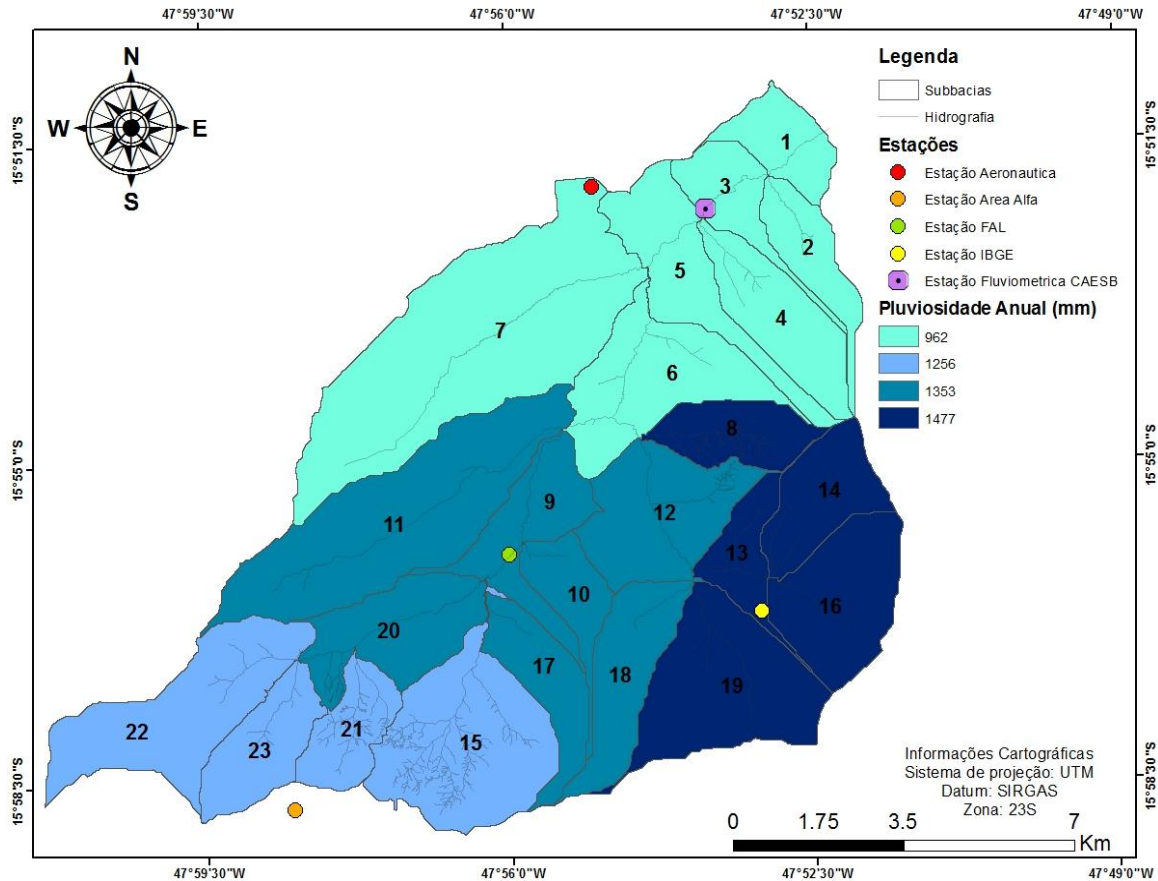 47°59'30"W 47°56'0"W 47°52'30"W 47°49'0"W
15°51'30"S
15°55'0"S
15°58'30"S
N
W E
S
Legenda
Subbacias
Hidrografia
Estações
Estação Aeronautica
Estação Area Alfa
Estação FAL
Estação IBGE
Estação Fluviometrica CAESB
Pluviosidade Anual (mm)
962
1256
1353
1477
1
3
2
5
4
7
6
8
14
9
11
12
13
10
16
20
17
18
19
22
23
21
15
Informações Cartográficas
Sistema de projeção: UTM
Datum: SIRGAS
Zona: 23S
0 1.75 3.5 7
Km
15°51'30"S
15°55'0"S
15°58'30"S
47°59'30"W 47°56'0"W 47°52'30"W 47°49'0"W